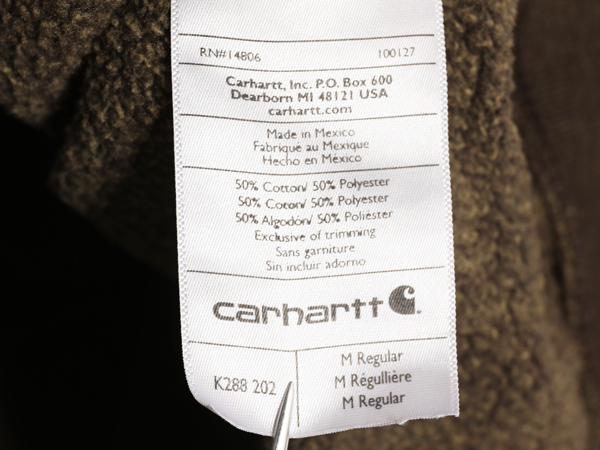 RN#14806 100127
Carhartt, Inc. P.O. Box 600
Dearborn MI 48121 USA
carhartt.com
Made in Mexico
Fabriqué au Mexique
Hecho en México
50% Cotton/ 50% Polyester
50% Coton/ 50% Polyester
50% Algodón/ 50% Poliéster
Exclusive of trimming
Sans garniture
Sin incluir adorno
carhartt
K288 202
M Regular
M Régullière
M Regular